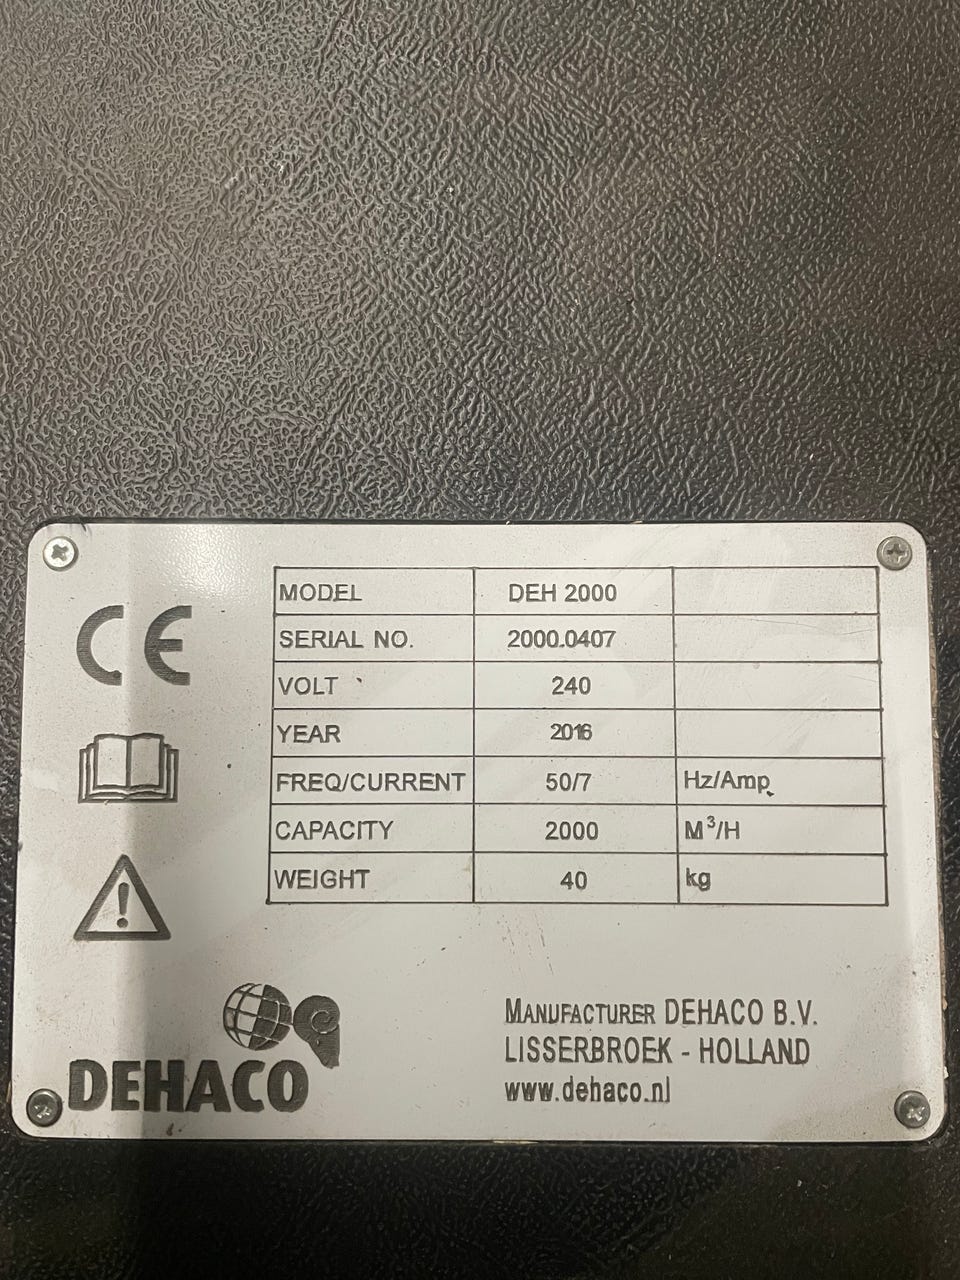 CE
MODEL DEH 2000
SERIAL NO. 2000.0407
VOLT 240
YEAR 2016
FREQ/CURRENT 50/7 Hz/Amp
CAPACITY 2000 M³/H
WEIGHT 40 kg
!
DEHACO
MANUFACTURER DEHACO B.V.
LISSERBROEK - HOLLAND
www.dehaco.nl